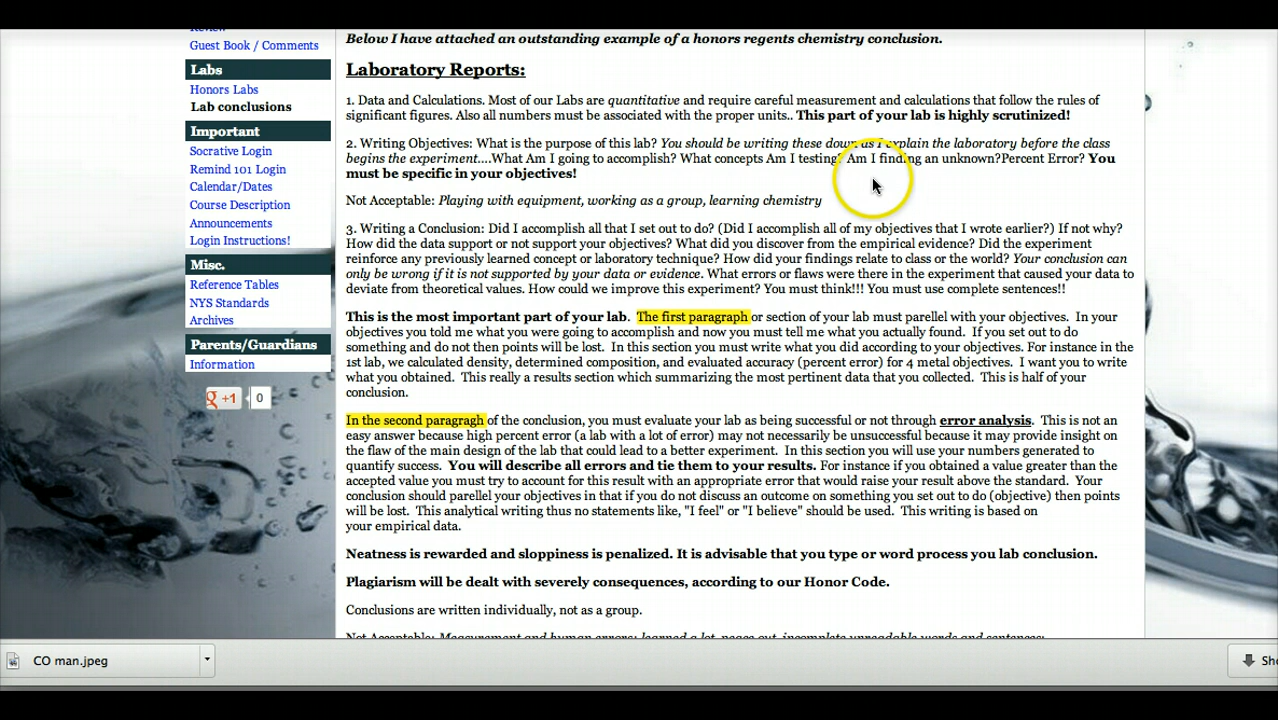 Review
Guest Book / Comments
Labs
Honors Labs
Lab conclusions
Important
Socrative Login
Remind 101 Login
Calendar/Dates
Course Description
Announcements
Login Instructions!
Misc.
Reference Tables
NYS Standards
Archives
Parents/Guardians
Information
+1
0
Below I have attached an outstanding example of a honors regents chemistry conclusion.
Laboratory Reports:
1. Data and Calculations. Most of our Labs are quantitative and require careful measurement and calculations that follow the rules of
significant figures. Also all numbers must be associated with the proper units.. This part of your lab is highly scrutinized!
2. Writing Objectives: What is the purpose of this lab? You should be writing these down as I explain the laboratory before the class
begins the experiment....What Am I going to accomplish? What concepts Am I testing? Am I finding an unknown?Percent Error? You
must be specific in your objectives!
Not Acceptable: Playing with equipment, working as a group, learning chemistry
3. Writing a Conclusion: Did I accomplish all that I set out to do? (Did I accomplish all of my objectives that I wrote earlier?) If not why?
How did the data support or not support your objectives? What did you discover from the empirical evidence? Did the experiment
reinforce any previously learned concept or laboratory technique? How did your findings relate to class or the world? Your conclusion can
only be wrong if it is not supported by your data or evidence. What errors or flaws were there in the experiment that caused your data to
deviate from theoretical values. How could we improve this experiment? You must think!!! You must use complete sentences!!
This is the most important part of your lab. The first paragraph or section of your lab must parellel with your objectives. In your
objectives you told me what you were going to accomplish and now you must tell me what you actually found. If you set out to do
something and do not then points will be lost. In this section you must write what you did according to your objectives. For instance in the
1st lab, we calculated density, determined composition, and evaluated accuracy (percent error) for 4 metal objectives. I want you to write
what you obtained. This really a results section which summarizing the most pertinent data that you collected. This is half of your
conclusion.
In the second paragragh of the conclusion, you must evaluate your lab as being successful or not through error analysis. This is not an
easy answer because high percent error (a lab with a lot of error) may not necessarily be unsuccessful because it may provide insight on
the flaw of the main design of the lab that could lead to a better experiment. In this section you will use your numbers generated to
quantify success. You will describe all errors and tie them to your results. For instance if you obtained a value greater than the
accepted value you must try to account for this result with an appropriate error that would raise your result above the standard. Your
conclusion should parellel your objectives in that if you do not discuss an outcome on something you set out to do (objective) then points
will be lost. This analytical writing thus no statements like, "I feel" or "I believe" should be used. This writing is based on
your empirical data.
Neatness is rewarded and sloppiness is penalized. It is advisable that you type or word process you lab conclusion.
Plagiarism will be dealt with severely consequences, according to our Honor Code.
Conclusions are written individually, not as a group.
Not Acceptable: Measurement and human errors; learned a lot, peace out, incomplete unreadable words and sentences;
CO man.jpeg
Sho